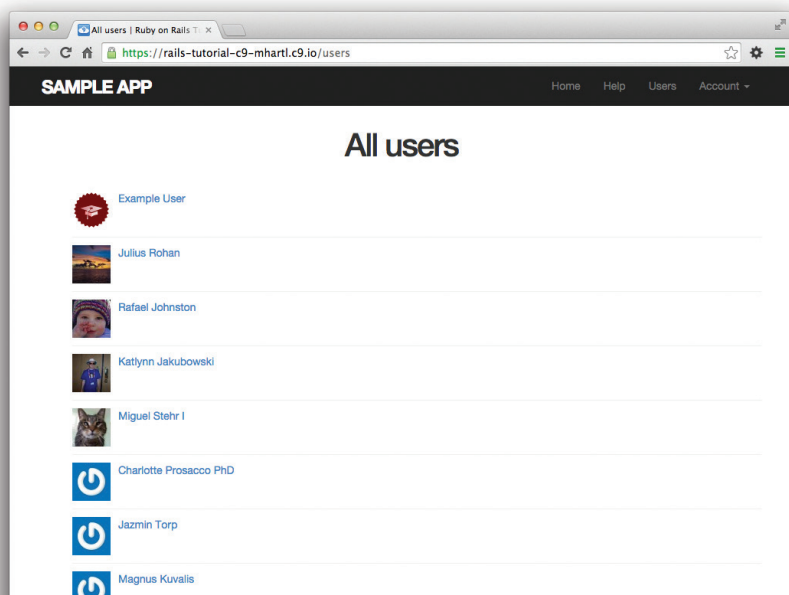 All users | Ruby on Rails T
https://rails-tutorial-c9-mhartl.c9.io/users
SAMPLE APP
Home Help Users Account
All users
Example User
Julius Rohan
Rafael Johnston
Katlynn Jakubowski
Miguel Stehr I
Charlotte Prosacco PhD
Jazmin Torp
Magnus Kuvalis